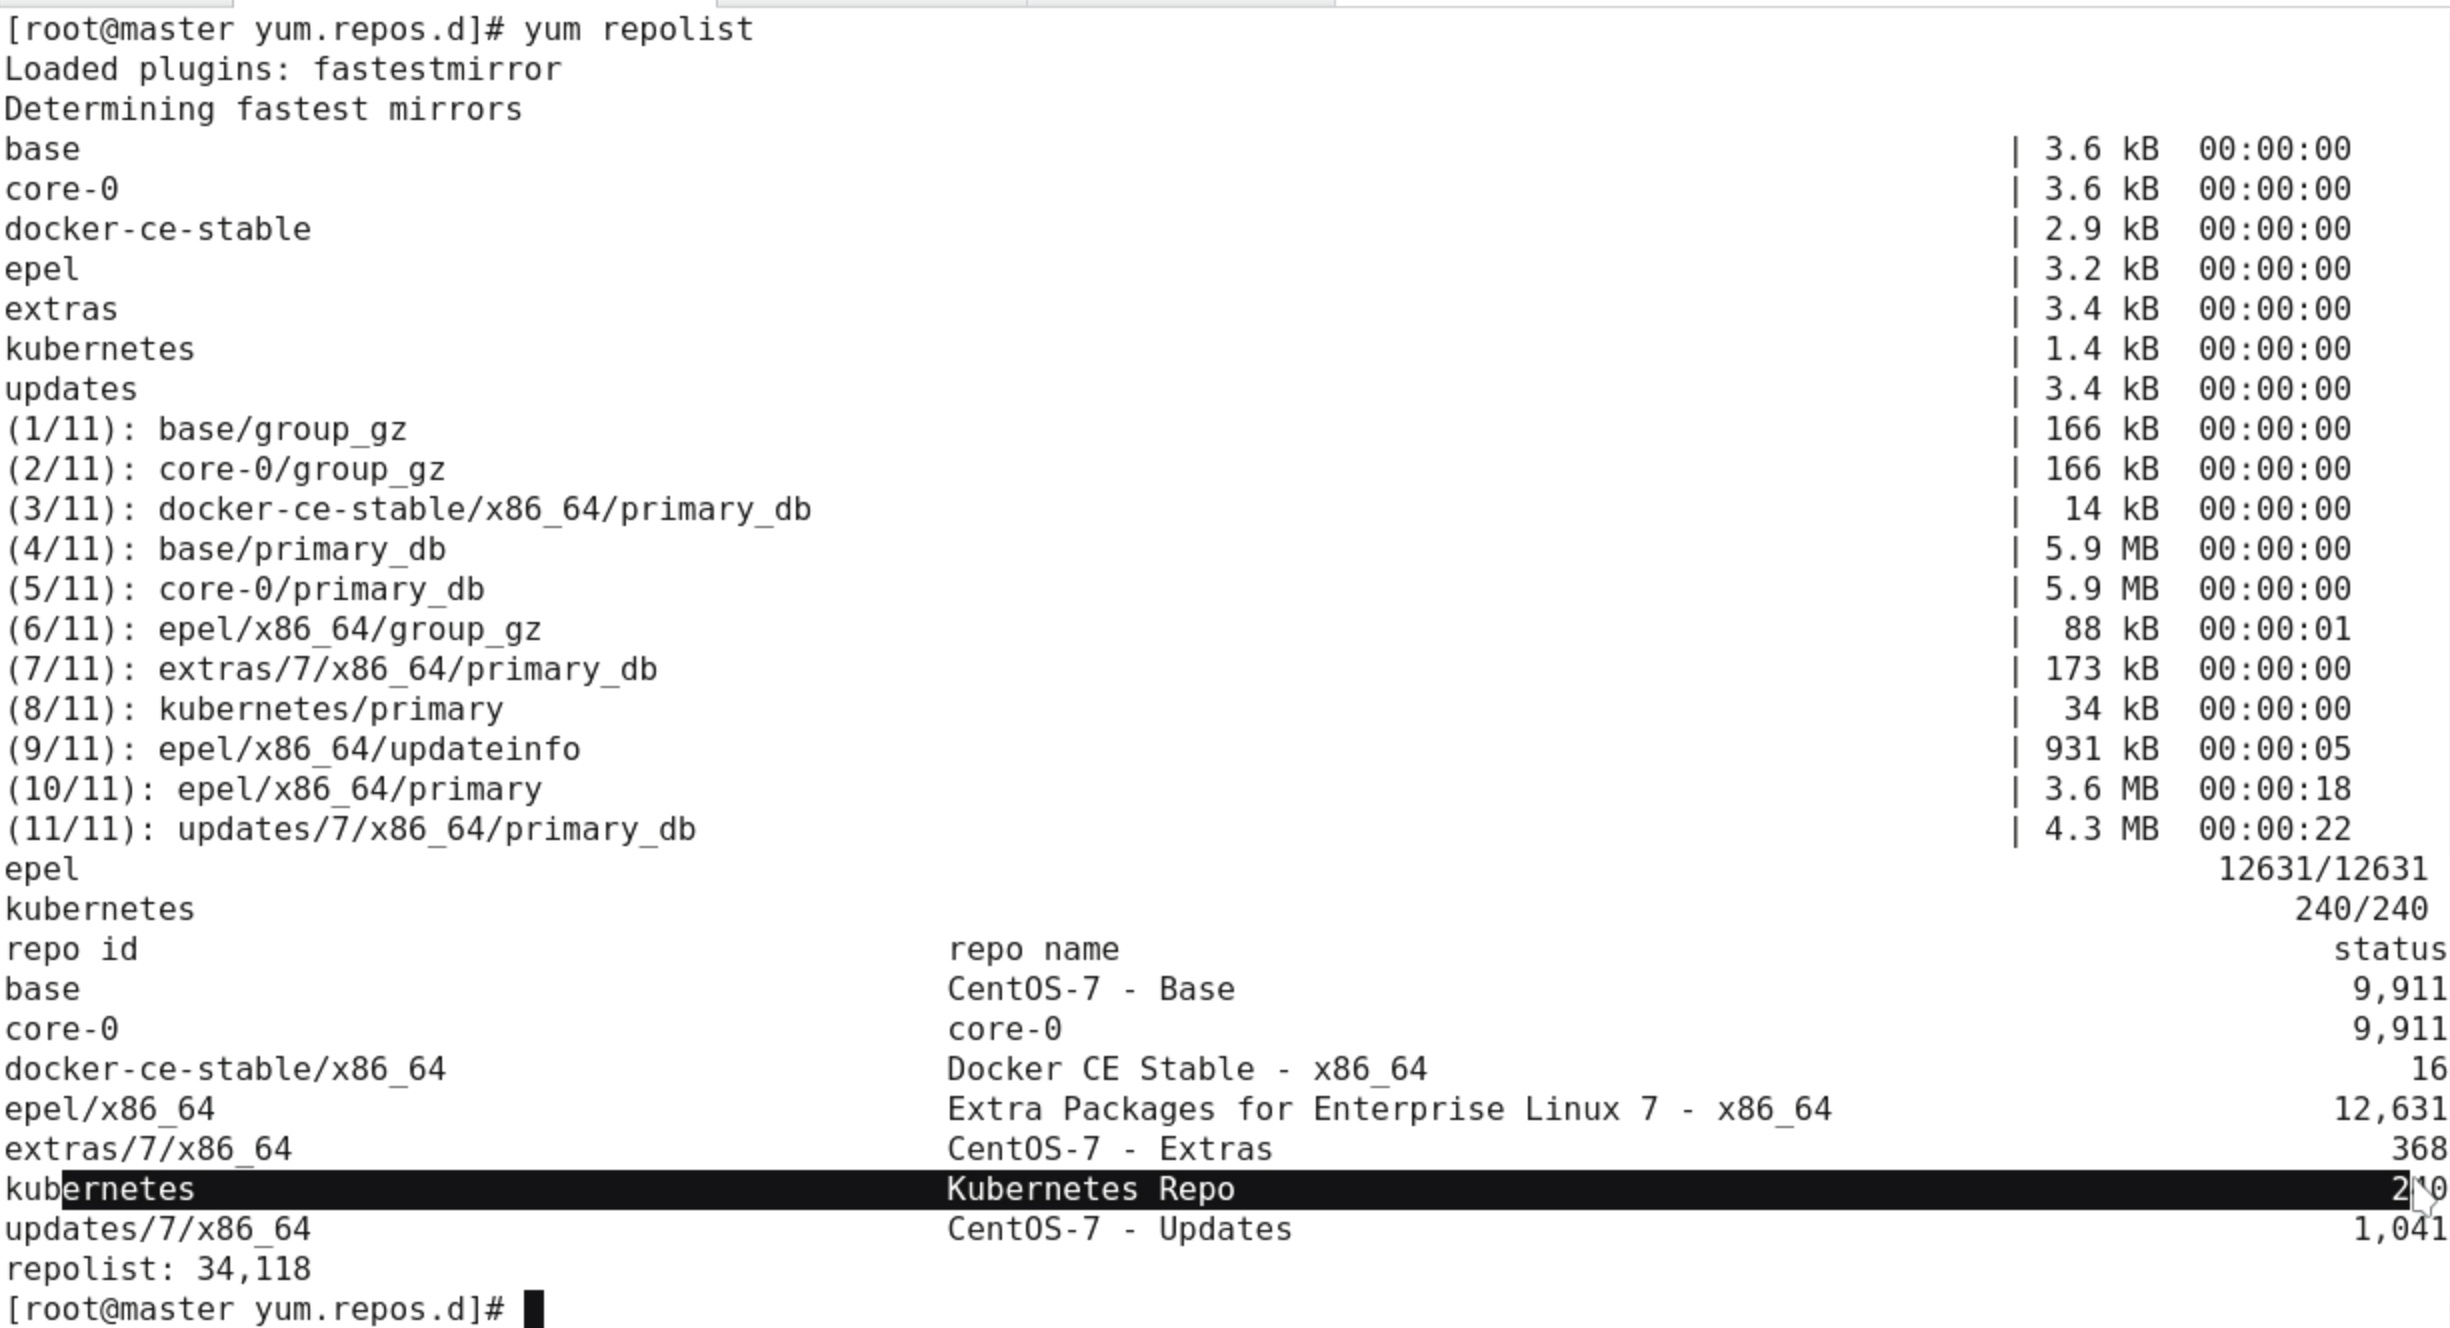 [root@master yum.repos.d]# yum repolist
Loaded plugins: fastestmirror
Determining fastest mirrors
base | 3.6 kB 00:00:00
core-0 | 3.6 kB 00:00:00
docker-ce-stable | 2.9 kB 00:00:00
epel | 3.2 kB 00:00:00
extras | 3.4 kB 00:00:00
kubernetes | 1.4 kB 00:00:00
updates | 3.4 kB 00:00:00
(1/11): base/group_gz | 166 kB 00:00:00
(2/11): core-0/group_gz | 166 kB 00:00:00
(3/11): docker-ce-stable/x86_64/primary_db | 14 kB 00:00:00
(4/11): base/primary_db | 5.9 MB 00:00:00
(5/11): core-0/primary_db | 5.9 MB 00:00:00
(6/11): epel/x86_64/group_gz | 88 kB 00:00:01
(7/11): extras/7/x86_64/primary_db | 173 kB 00:00:00
(8/11): kubernetes/primary | 34 kB 00:00:00
(9/11): epel/x86_64/updateinfo | 931 kB 00:00:05
(10/11): epel/x86_64/primary | 3.6 MB 00:00:18
(11/11): updates/7/x86_64/primary_db | 4.3 MB 00:00:22
epel 12631/12631
kubernetes 240/240
repo id repo name status
base CentOS-7 - Base 9,911
core-0 core-0 9,911
docker-ce-stable/x86_64 Docker CE Stable - x86_64 16
epel/x86_64 Extra Packages for Enterprise Linux 7 - x86_64 12,631
extras/7/x86_64 CentOS-7 - Extras 368
kubernetes Kubernetes Repo 240
updates/7/x86_64 CentOS-7 - Updates 1,041
repolist: 34,118
[root@master yum.repos.d]#